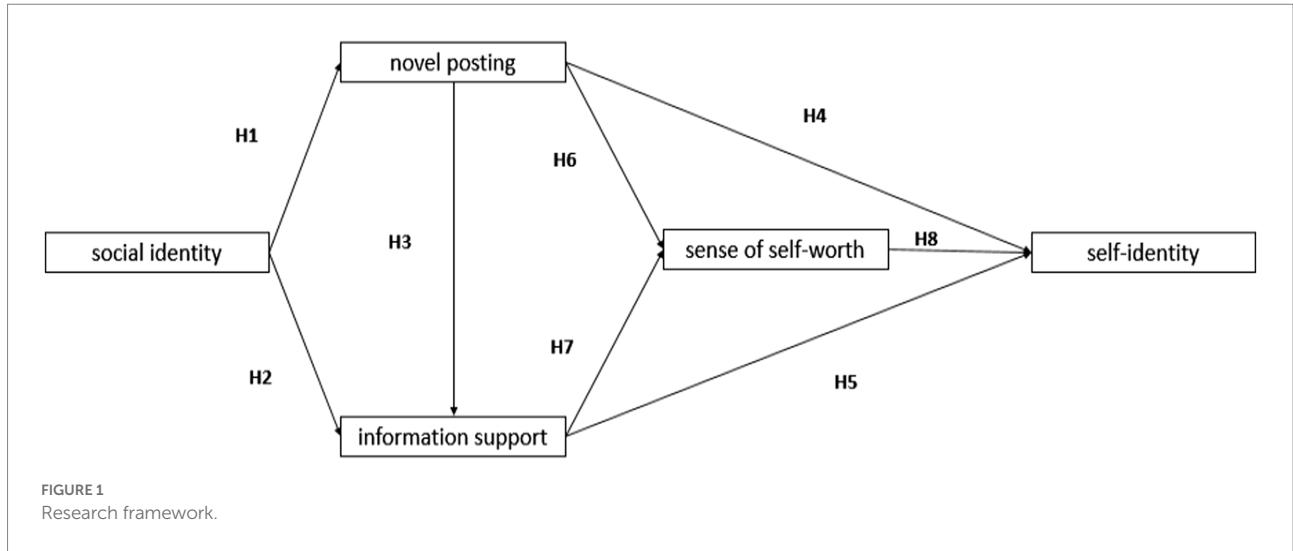 novel posting
H4
H1
H6
H3
social identity
sense of self-worth
H8
self-identity
H7
H2
H5
information support
FIGURE 1
Research framework.